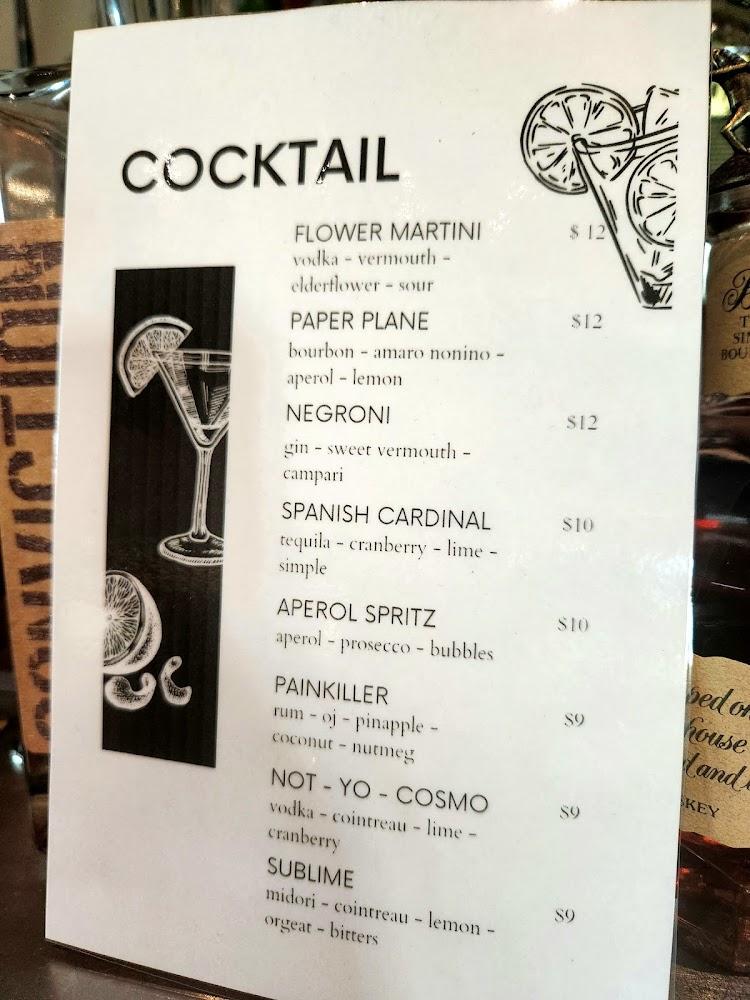 COCKTAIL
FLOWER MARTINI $ 12
vodka - vermouth -
elderflower - sour
PAPER PLANE $12
bourbon - amaro nonino -
aperol - lemon
NEGRONI $12
gin - sweet vermouth -
campari
SPANISH CARDINAL $10
tequila - cranberry - lime -
simple
APEROL SPRITZ $10
aperol - prosecco - bubbles
PAINKILLER $9
rum - oj - pinapple -
coconut - nutmeg
NOT - YO - COSMO $9
vodka - cointreau - lime -
cranberry
SUBLIME $9
midori - cointreau - lemon -
orgeat - bitters
CONVICTION
house